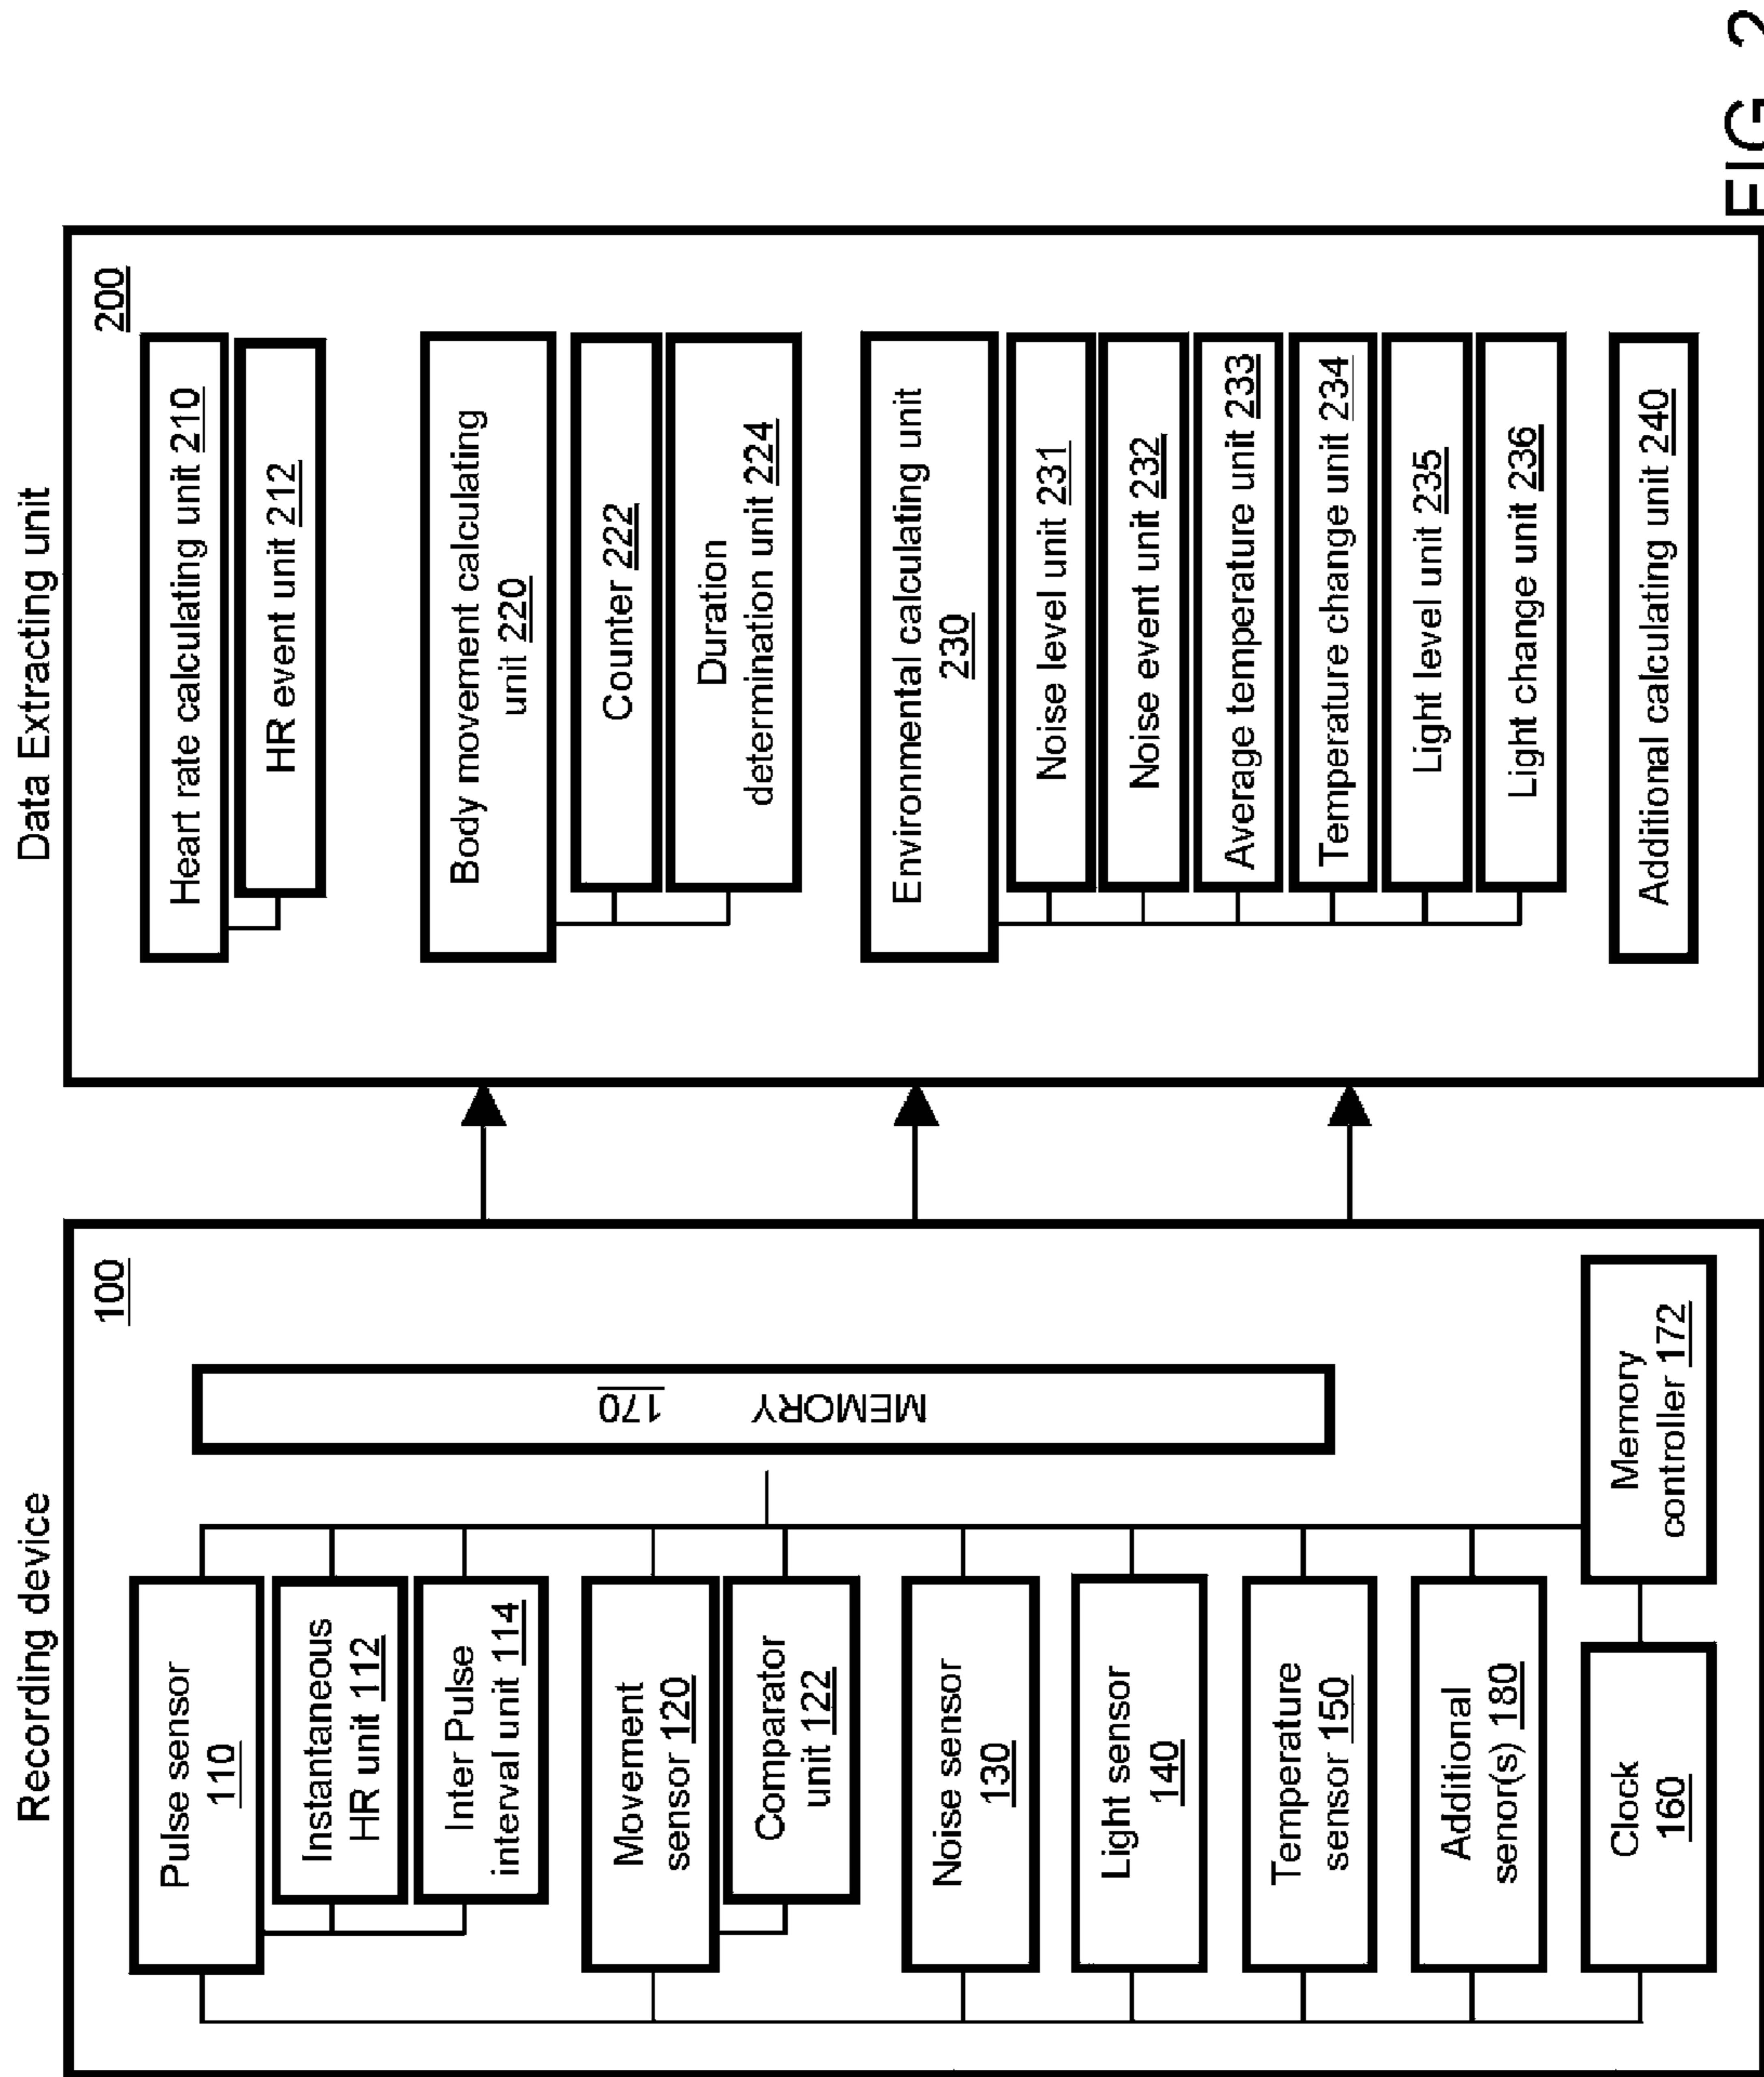 Recording device
100
Pulse sensor
110
Instantaneous
HR unit 112
Inter Pulse
interval unit 114
Movement
sensor 120
Comparator
unit 122
Noise sensor
130
Light sensor
140
Temperature
sensor 150
Additional
senor(s) 180
Clock
160
MEMORY 170
Memory
controller 172
Data Extracting unit
200
Heart rate calculating unit 210
HR event unit 212
Body movement calculating
unit 220
Counter 222
Duration
determination unit 224
Environmental calculating unit
230
Noise level unit 231
Noise event unit 232
Average temperature unit 233
Temperature change unit 234
Light level unit 235
Light change unit 236
Additional calculating unit 240
FIG 2